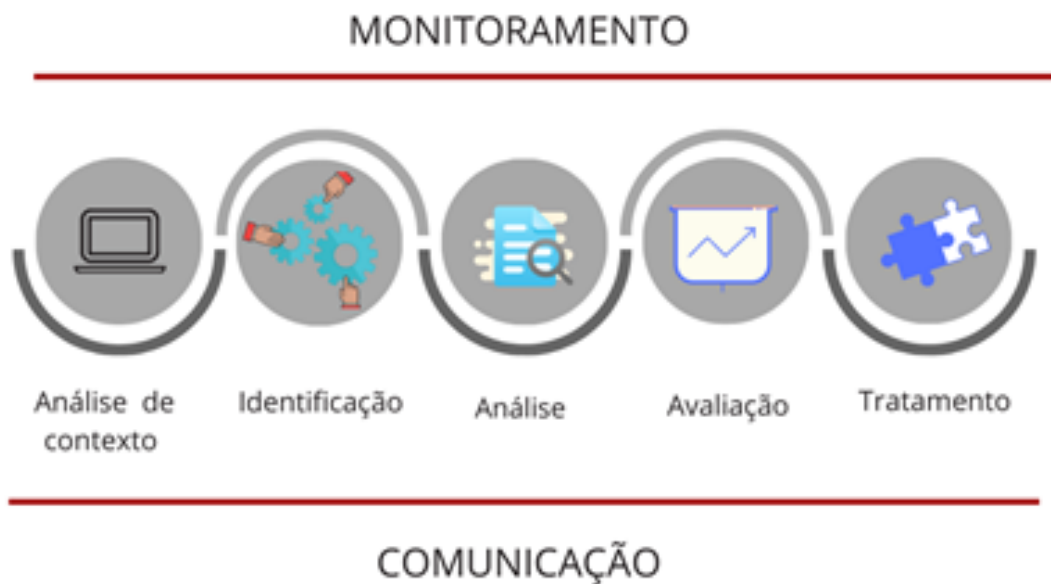 MONITORAMENTO
Análise de
contexto
Identificação
Análise
Avaliação
Tratamento
COMUNICAÇÃO